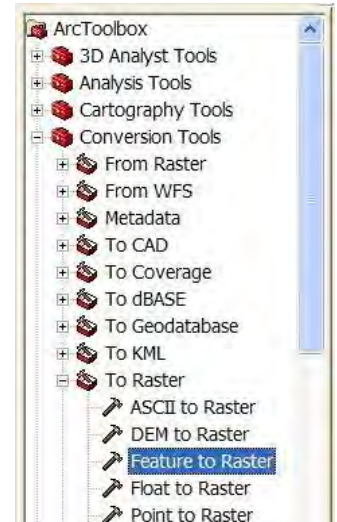 ArcToolbox
3D Analyst Tools
Analysis Tools
Cartography Tools
Conversion Tools
From Raster
From WFS
Metadata
To CAD
To Coverage
To dBASE
To Geodatabase
To KML
To Raster
ASCII to Raster
DEM to Raster
Feature to Raster
Float to Raster
Point to Raster